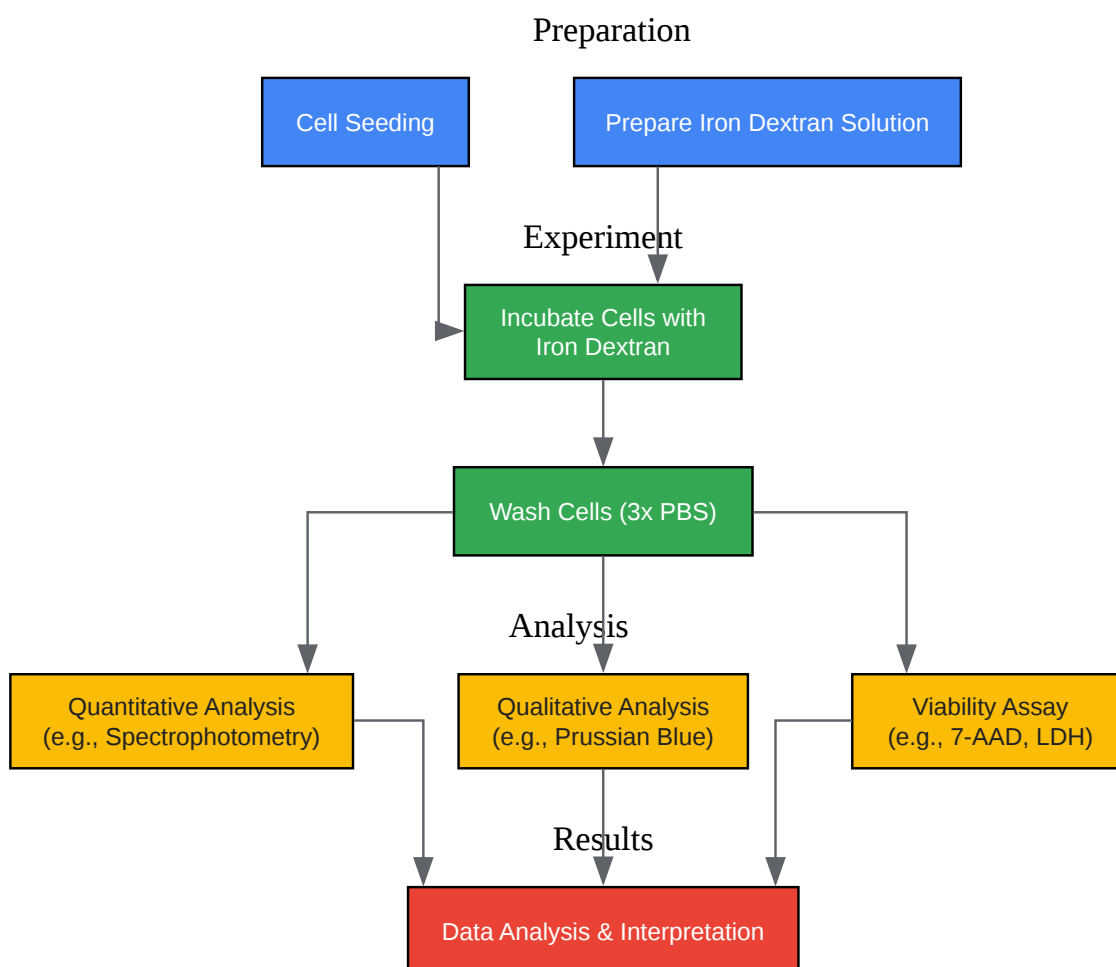 Preparation
Cell Seeding
Prepare Iron Dextran Solution
Experiment
Incubate Cells with
Iron Dextran
Wash Cells (3x PBS)
Analysis
Quantitative Analysis
(e.g., Spectrophotometry)
Qualitative Analysis
(e.g., Prussian Blue)
Viability Assay
(e.g., 7-AAD, LDH)
Results
Data Analysis & Interpretation